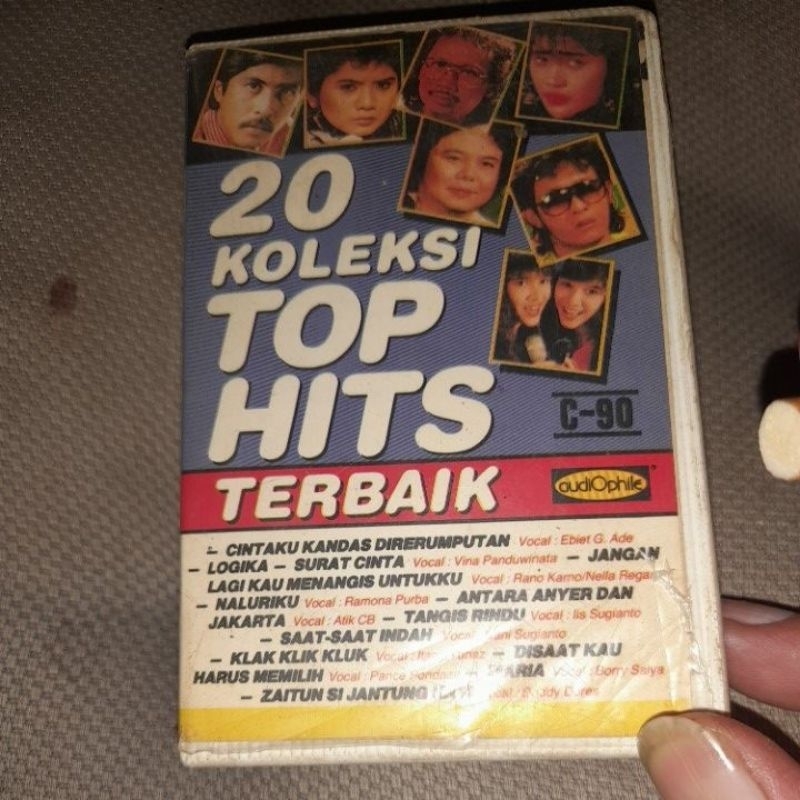 20
KOLEKSI
TOP
HITS
C-90
TERBAIK
audiOphile
– CINTAKU KANDAS DIRERUMPUTAN Vocal : Ebiet G. Ade
– LOGIKA – SURAT CINTA Vocal : Vina Panduwinata – JANGAN
LAGI KAU MENANGIS UNTUKKU Vocal : Rano Karno/Nella Regar
– NALURIKU Vocal : Ramona Purba – ANTARA ANYER DAN
JAKARTA Vocal : Atik CB – TANGIS RINDU Vocal : Iis Sugianto
– SAAT-SAAT INDAH Sugianto
– KLAK KLIK KLUK – DISAAT KAU
HARUS MEMILIH Vocal : Pance – Vocal :
– ZAITUN SI JANTUNG